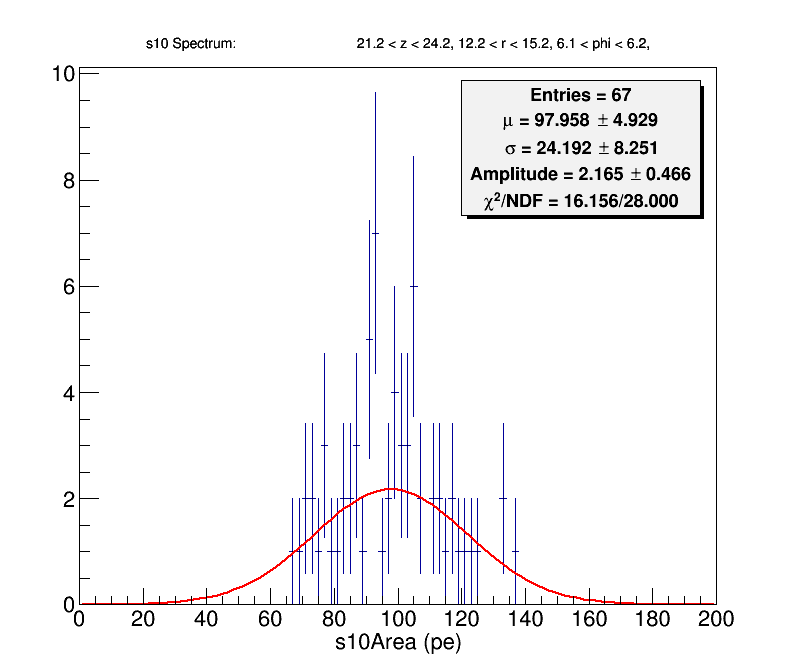 s10 Spectrum: 21.2 < z < 24.2, 12.2 < r < 15.2, 6.1 < phi < 6.2,
Entries = 67
μ = 97.958 ± 4.929
σ = 24.192 ± 8.251
Amplitude = 2.165 ± 0.466
χ²/NDF = 16.156/28.000
10
8
6
4
2
0
0 20 40 60 80 100 120 140 160 180 200
s10Area (pe)